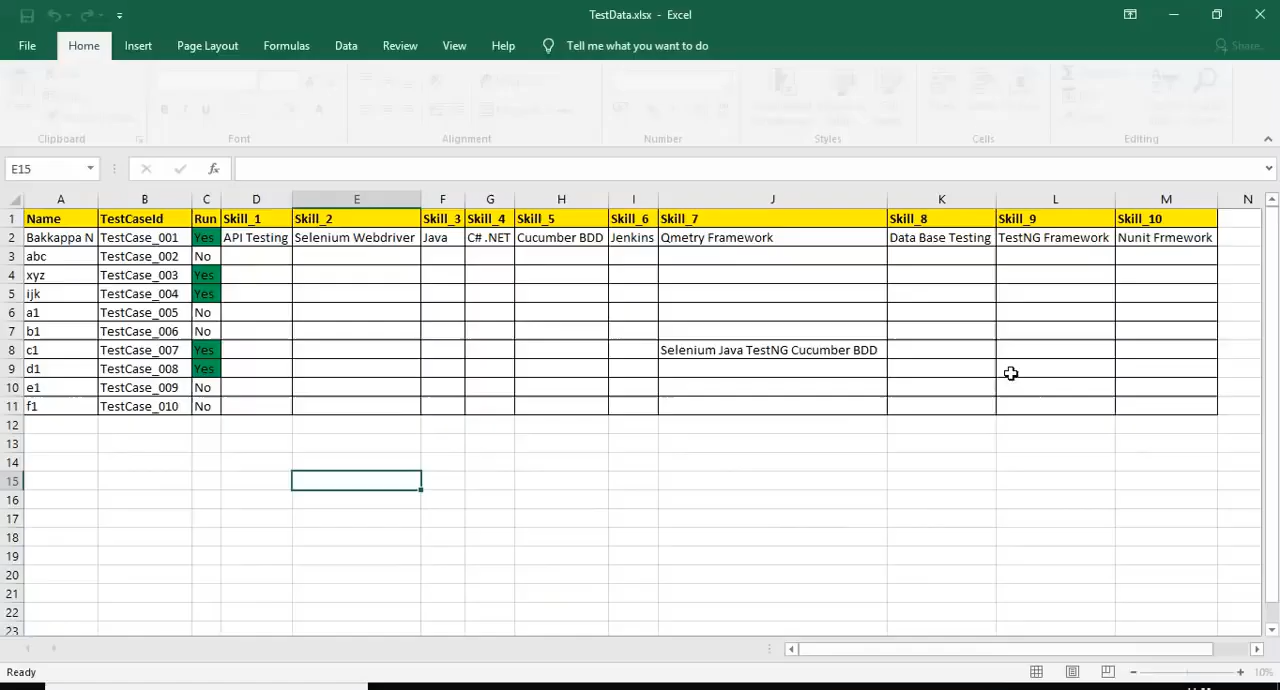 TestData.xlsx - Excel
File Home Insert Page Layout Formulas Data Review View Help Tell me what you want to do Share
Clipboard Font Alignment Number Styles Cells Editing
E15 fx
A B C D E F G H I J K L M N
1 Name TestCaseId Run Skill_1 Skill_2 Skill_3 Skill_4 Skill_5 Skill_6 Skill_7 Skill_8 Skill_9 Skill_10
2 Bakkappa N TestCase_001 Yes API Testing Selenium Webdriver Java C# .NET Cucumber BDD Jenkins Qmetry Framework Data Base Testing TestNG Framework Nunit Frmework
3 abc TestCase_002 No
4 xyz TestCase_003 Yes
5 ijk TestCase_004 Yes
6 a1 TestCase_005 No
7 b1 TestCase_006 No
8 c1 TestCase_007 Yes Selenium Java TestNG Cucumber BDD
9 d1 TestCase_008 Yes
10 e1 TestCase_009 No
11 f1 TestCase_010 No
12
13
14
15
16
17
18
19
20
21
22
23
Ready 10%